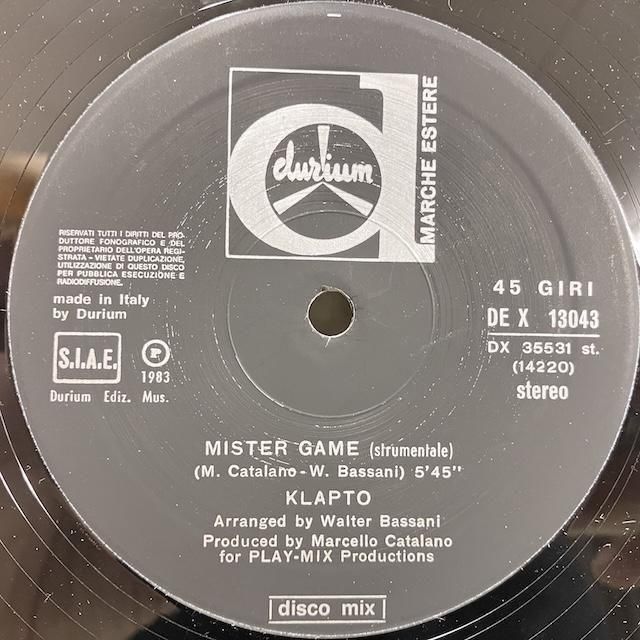 durium
MARCHE ESTERE
RISERVATI TUTTI I DIRITTI DEL PRO-
DUTTORE FONOGRAFICO E DEL
PROPRIETARIO DELL'OPERA REGI-
STRATA - VIETATE DUPLICAZIONE,
UTILIZZAZIONE DI QUESTO DISCO
PER PUBBLICA ESECUZIONE E
RADIODIFFUSIONE.
made in Italy
by Durium
S.I.A.E.
℗
1983
Durium Ediz. Mus.
45 GIRI
DE X 13043
DX 35531 st.
(14220)
stereo
MISTER GAME (strumentale)
(M. Catalano - W. Bassani) 5'45''
KLAPTO
Arranged by Walter Bassani
Produced by Marcello Catalano
for PLAY-MIX Productions
disco mix